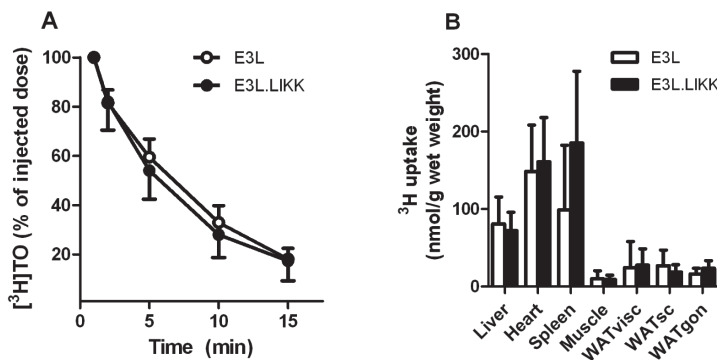 A
[³H]TO (% of injected dose)
100
80
60
40
20
0
5
10
15
Time (min)
E3L
E3L.LIKK
B
³H uptake
(nmol/g wet weight)
300
200
100
0
E3L
E3L.LIKK
Liver
Heart
Spleen
Muscle
WATvisc
WATsc
WATgon